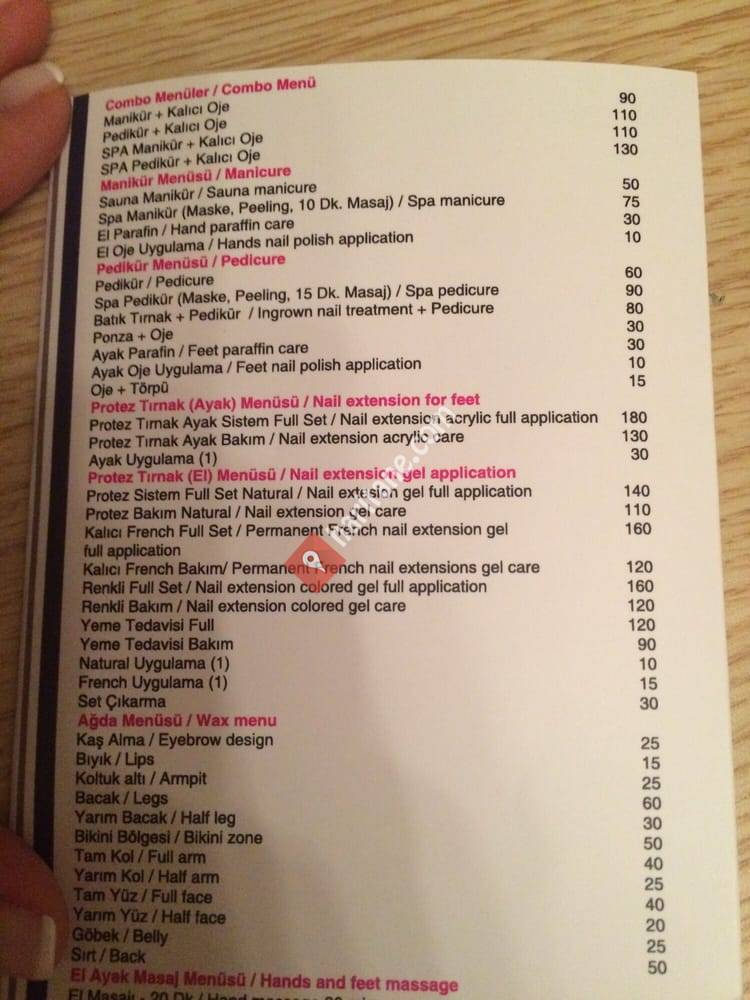 Combo Menüler / Combo Menü
Manikür + Kalıcı Oje 90
Pedikür + Kalıcı Oje 110
SPA Manikür + Kalıcı Oje 110
SPA Pedikür + Kalıcı Oje 130
Manikür Menüsü / Manicure
Sauna Manikür / Sauna manicure 50
Spa Manikür (Maske, Peeling, 10 Dk. Masaj) / Spa manicure 75
El Parafin / Hand paraffin care 30
El Oje Uygulama / Hands nail polish application 10
Pedikür Menüsü / Pedicure
Pedikür / Pedicure 60
Spa Pedikür (Maske, Peeling, 15 Dk. Masaj) / Spa pedicure 90
Batık Tırnak + Pedikür / Ingrown nail treatment + Pedicure 80
Ponza + Oje 30
Ayak Parafin / Feet paraffin care 30
Ayak Oje Uygulama / Feet nail polish application 10
Oje + Törpü 15
Protez Tırnak (Ayak) Menüsü / Nail extension for feet
Protez Tırnak Ayak Sistem Full Set / Nail extension acrylic full application 180
Protez Tırnak Ayak Bakım / Nail extension acrylic care 130
Ayak Uygulama (1) 30
Protez Tırnak (El) Menüsü / Nail extension gel application
Protez Sistem Full Set Natural / Nail extesion gel full application 140
Protez Bakım Natural / Nail extension gel care 110
Kalıcı French Full Set / Permanent French nail extension gel 160
full application
Kalıcı French Bakım/ Permanent French nail extensions gel care 120
Renkli Full Set / Nail extension colored gel full application 160
Renkli Bakım / Nail extension colored gel care 120
Yeme Tedavisi Full 120
Yeme Tedavisi Bakım 90
Natural Uygulama (1) 10
French Uygulama (1) 15
Set Çıkarma 30
Ağda Menüsü / Wax menu
Kaş Alma / Eyebrow design 25
Bıyık / Lips 15
Koltuk altı / Armpit 25
Bacak / Legs 60
Yarım Bacak / Half leg 30
Bikini Bölgesi / Bikini zone 50
Tam Kol / Full arm 40
Yarım Kol / Half arm 25
Tam Yüz / Full face 40
Yarım Yüz / Half face 20
Göbek / Belly 25
Sırt / Back 50
El Ayak Masaj Menüsü / Hands and feet massage
El Masajı - 20 Dk / Hand massage 20